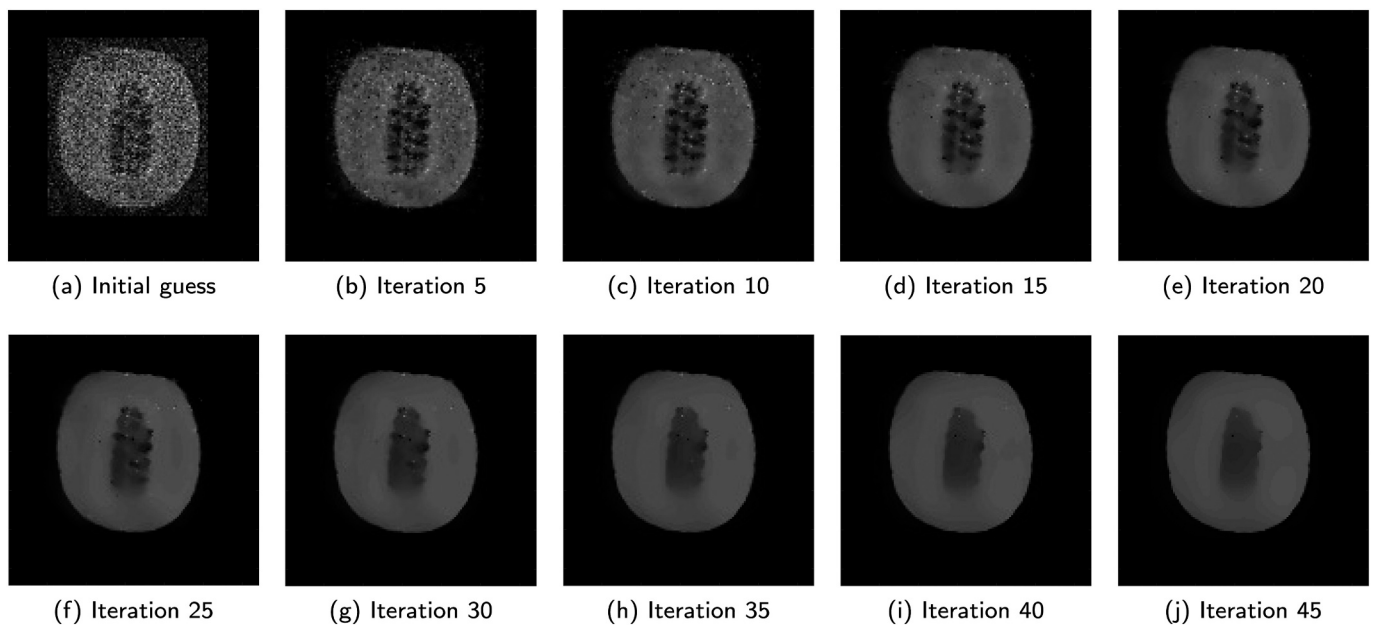 (a) Initial guess
(b) Iteration 5
(c) Iteration 10
(d) Iteration 15
(e) Iteration 20
(f) Iteration 25
(g) Iteration 30
(h) Iteration 35
(i) Iteration 40
(j) Iteration 45